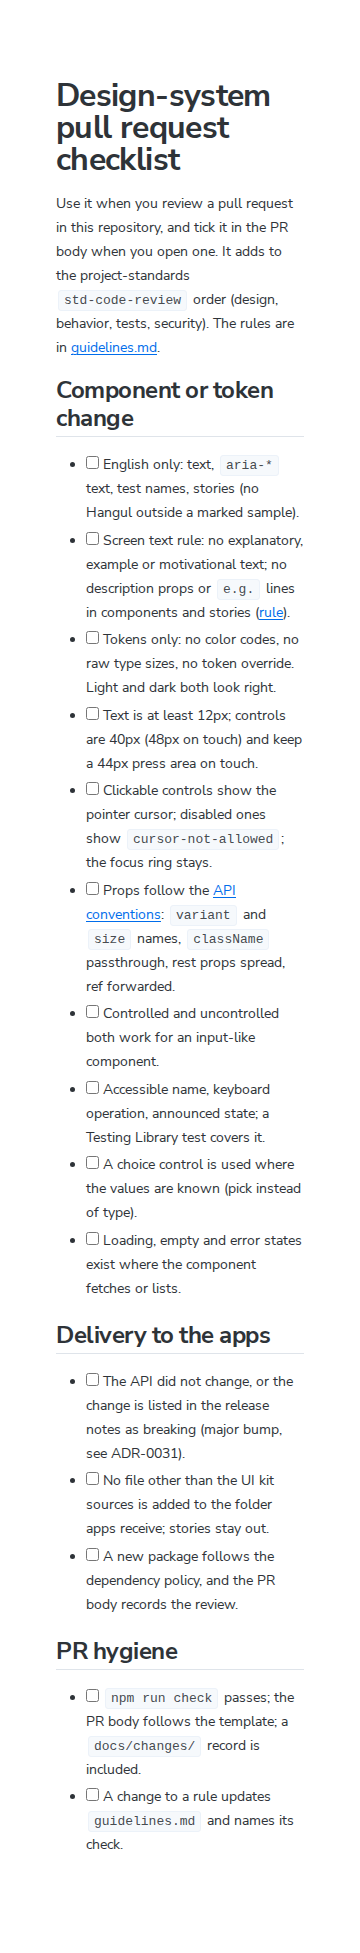 Design-system
pull request
checklist
Use it when you review a pull request
in this repository, and tick it in the PR
body when you open one. It adds to
the project-standards
std-code-review order (design,
behavior, tests, security). The rules are
in guidelines.md.
Component or token
change
English only: text, aria-*
text, test names, stories (no
Hangul outside a marked sample).
Screen text rule: no explanatory,
example or motivational text; no
description props or e.g. lines
in components and stories (rule).
Tokens only: no color codes, no
raw type sizes, no token override.
Light and dark both look right.
Text is at least 12px; controls
are 40px (48px on touch) and keep
a 44px press area on touch.
Clickable controls show the
pointer cursor; disabled ones
show cursor-not-allowed;
the focus ring stays.
Props follow the API
conventions: variant and
size names, className
passthrough, rest props spread,
ref forwarded.
Controlled and uncontrolled
both work for an input-like
component.
Accessible name, keyboard
operation, announced state; a
Testing Library test covers it.
A choice control is used where
the values are known (pick instead
of type).
Loading, empty and error states
exist where the component
fetches or lists.
Delivery to the apps
The API did not change, or the
change is listed in the release
notes as breaking (major bump,
see ADR-0031).
No file other than the UI kit
sources is added to the folder
apps receive; stories stay out.
A new package follows the
dependency policy, and the PR
body records the review.
PR hygiene
npm run check passes; the
PR body follows the template; a
docs/changes/ record is
included.
A change to a rule updates
guidelines.md and names its
check.